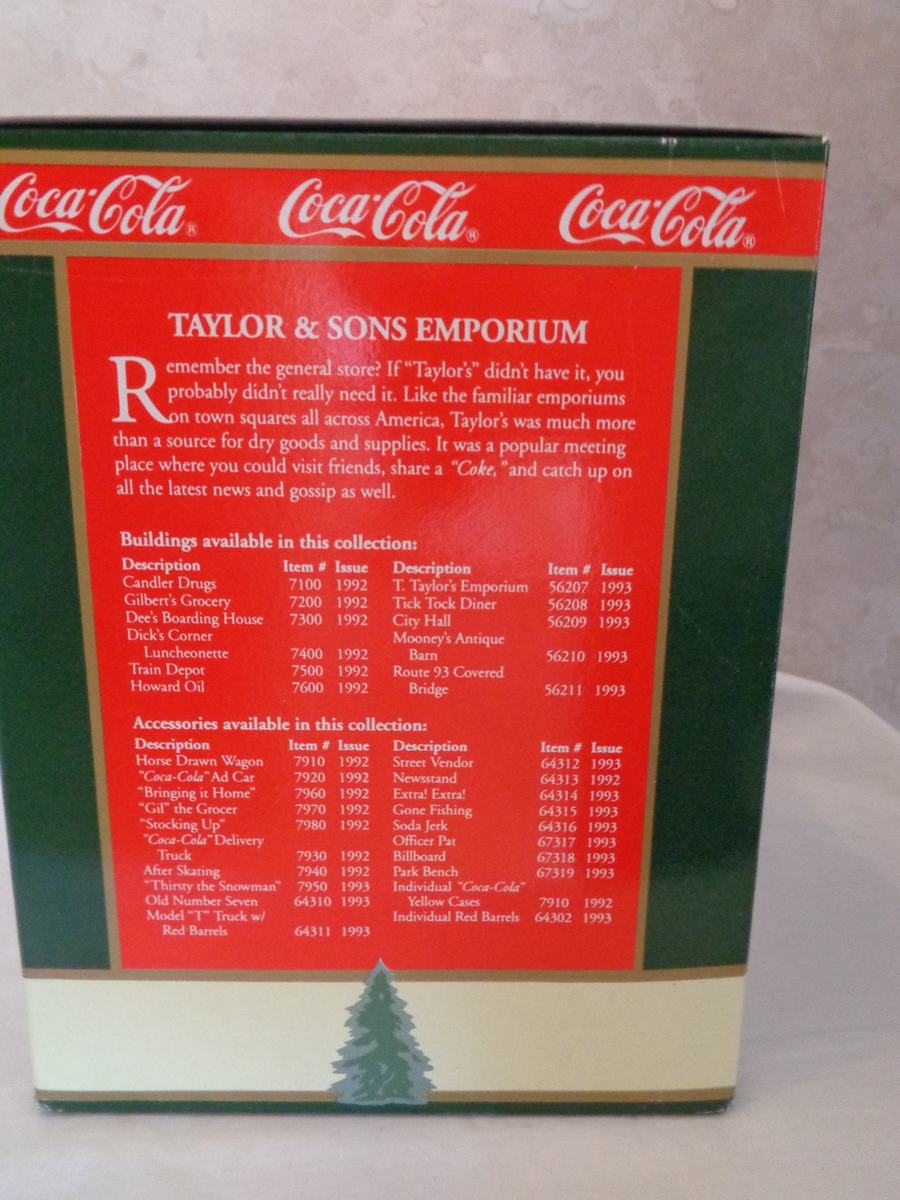 Coca-Cola® Coca-Cola® Coca-Cola®
TAYLOR & SONS EMPORIUM
Remember the general store? If “Taylor’s” didn’t have it, you
probably didn’t really need it. Like the familiar emporiums
on town squares all across America, Taylor’s was much more
than a source for dry goods and supplies. It was a popular meeting
place where you could visit friends, share a “Coke,” and catch up on
all the latest news and gossip as well.
Buildings available in this collection:
Description Item # Issue
Candler Drugs 7100 1992
Gilbert’s Grocery 7200 1992
Dee’s Boarding House 7300 1992
Dick’s Corner
Luncheonette 7400 1992
Train Depot 7500 1992
Howard Oil 7600 1992
Description Item # Issue
T. Taylor’s Emporium 56207 1993
Tick Tock Diner 56208 1993
City Hall 56209 1993
Mooney’s Antique
Barn 56210 1993
Route 93 Covered
Bridge 56211 1993
Accessories available in this collection:
Description Item # Issue
Horse Drawn Wagon 7910 1992
“Coca-Cola” Ad Car 7920 1992
“Bringing it Home” 7960 1992
“Gil” the Grocer 7970 1992
“Stocking Up” 7980 1992
“Coca-Cola” Delivery
Truck 7930 1992
After Skating 7940 1992
“Thirsty the Snowman” 7950 1993
Old Number Seven 64310 1993
Model “T” Truck w/
Red Barrels 64311 1993
Description Item # Issue
Street Vendor 64312 1993
Newsstand 64313 1992
Extra! Extra! 64314 1993
Gone Fishing 64315 1993
Soda Jerk 64316 1993
Officer Pat 67317 1993
Billboard 67318 1993
Park Bench 67319 1993
Individual “Coca-Cola”
Yellow Cases 7910 1992
Individual Red Barrels 64302 1993